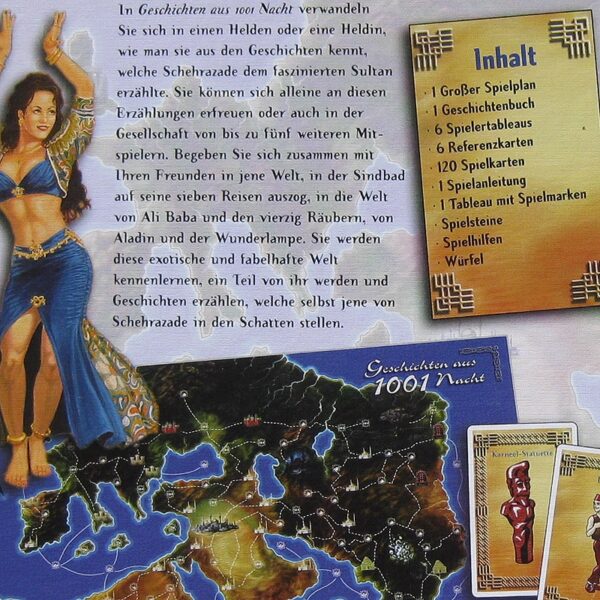 In Geschichten aus 1001 Nacht verwandeln
Sie sich in einen Helden oder eine Heldin,
wie man sie aus den Geschichten kennt,
welche Schehrazade dem faszinierten Sultan
erzählte. Sie können sich alleine an diesen
Erzählungen erfreuen oder auch in der
Gesellschaft von bis zu fünf weiteren Mit-
spielern. Begeben Sie sich zusammen mit
Ihren Freunden in jene Welt, in der Sindbad
auf seine sieben Reisen auszog, in die Welt
von Ali Baba und den vierzig Räubern, von
Aladin und der Wunderlampe. Sie werden
diese exotische und fabelhafte Welt
kennenlernen, ein Teil von ihr werden und
Geschichten erzählen, welche selbst jene von
Schehrazade in den Schatten stellen.
Inhalt
· 1 Großer Spielplan
· 1 Geschichtenbuch
· 6 Spielertableaus
· 6 Referenzkarten
· 120 Spielkarten
· 1 Spielanleitung
· 1 Tableau mit Spielmarken
· Spielsteine
· Spielhilfen
· Würfel
Geschichten aus
1001 Nacht
Karneol-Statuette